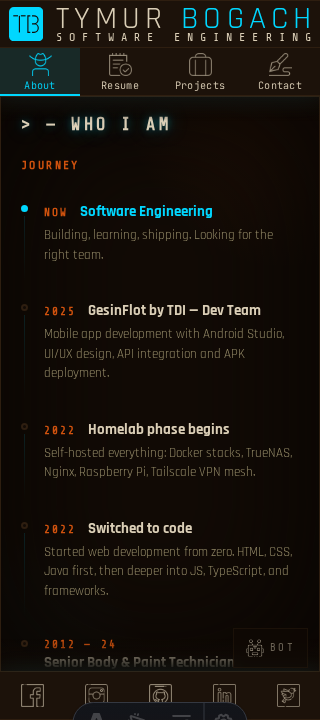 TB TYMUR BOGACH
SOFTWARE ENGINEERING
About Resume Projects Contact
> — WHO I AM
JOURNEY
NOW Software Engineering
Building, learning, shipping. Looking for the
right team.
2025 GesinFlot by TDI — Dev Team
Mobile app development with Android Studio,
UI/UX design, API integration and APK
deployment.
2022 Homelab phase begins
Self-hosted everything: Docker stacks, TrueNAS,
Nginx, Raspberry Pi, Tailscale VPN mesh.
2022 Switched to code
Started web development from zero. HTML, CSS,
Java first, then deeper into JS, TypeScript, and
frameworks.
2012 — 24
Senior Body & Paint Technician
BOT